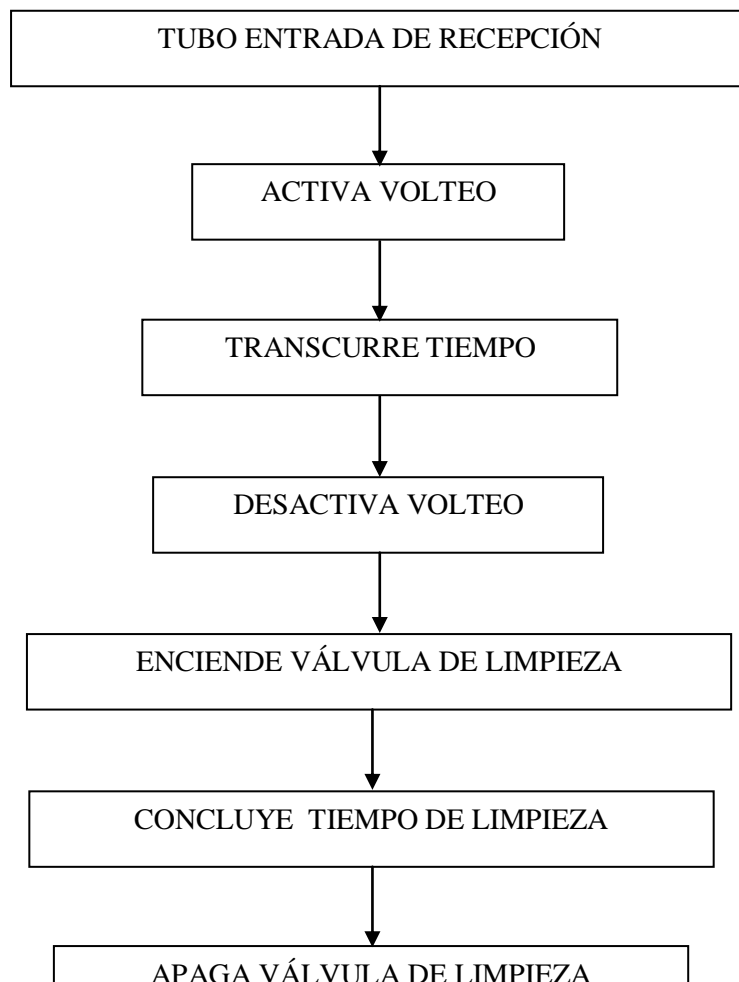 TUBO ENTRADA DE RECEPCIÓN
ACTIVA VOLTEO
TRANSCURRE TIEMPO
DESACTIVA VOLTEO
ENCIENDE VÁLVULA DE LIMPIEZA
CONCLUYE TIEMPO DE LIMPIEZA
APAGA VÁLVULA DE LIMPIEZA